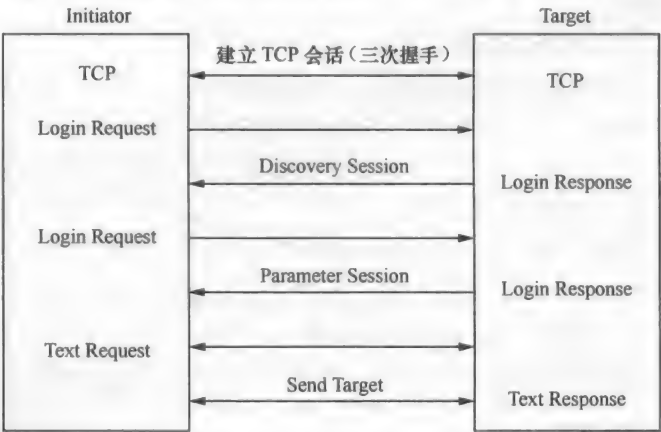 Initiator
Target
建立 TCP 会话(三次握手)
TCP
TCP
Login Request
Discovery Session
Login Response
Login Request
Parameter Session
Login Response
Text Request
Send Target
Text Response